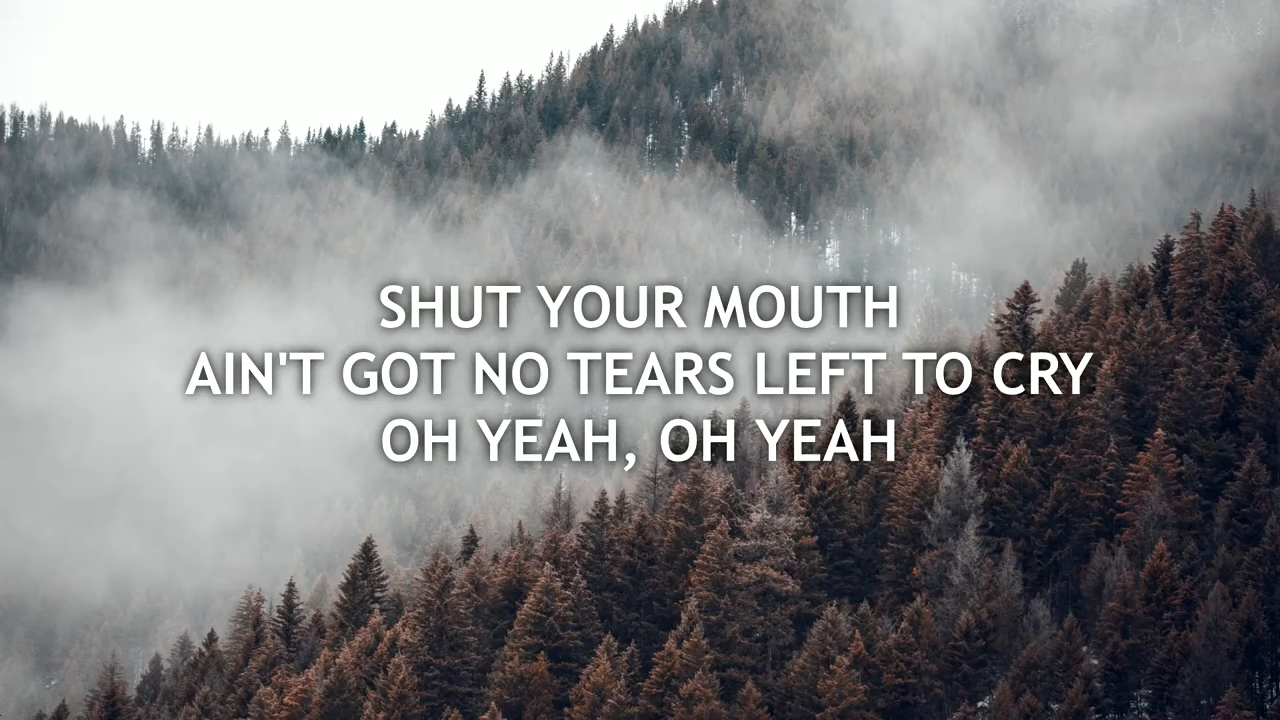 SHUT YOUR MOUTH
AIN'T GOT NO TEARS LEFT TO CRY
OH YEAH, OH YEAH